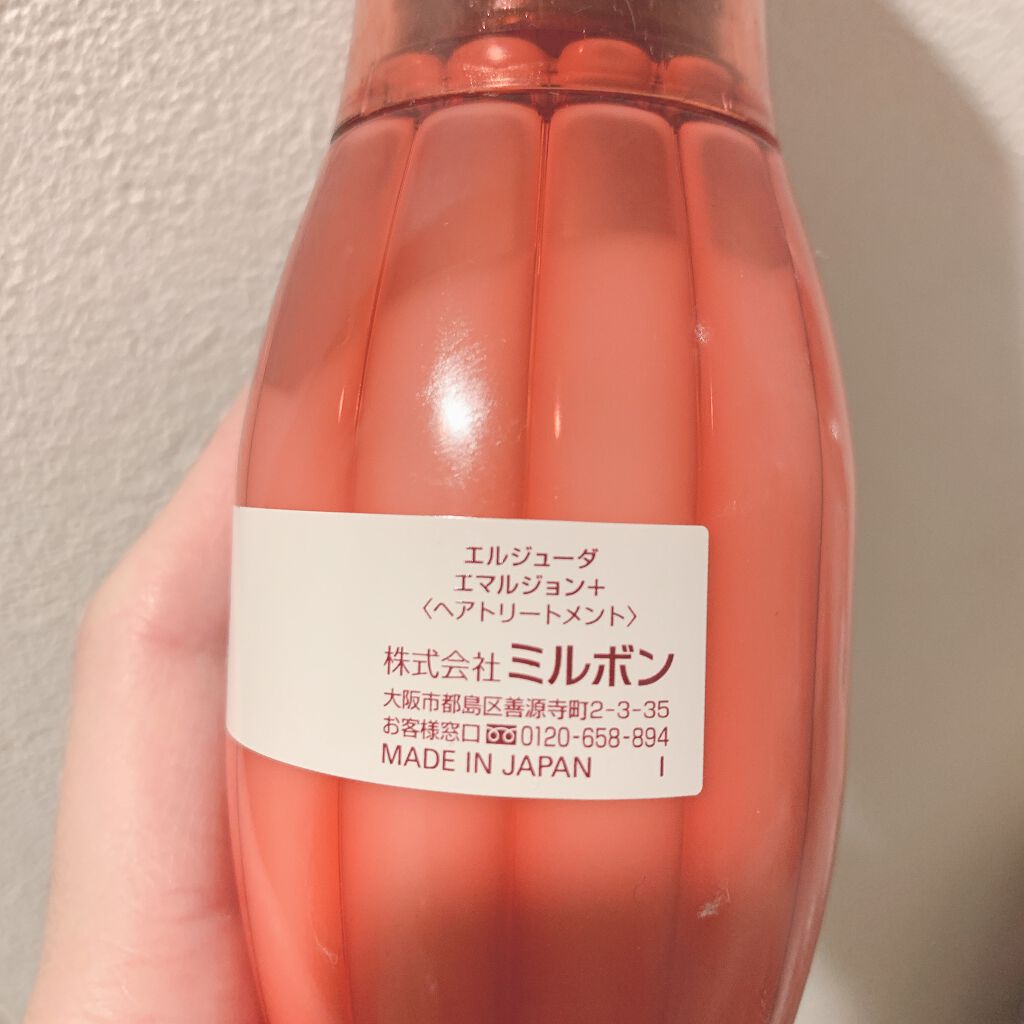 エルジューダ
エマルジョン+
〈ヘアトリートメント〉
株式会社 ミルボン
大阪市都島区善源寺町2-3-35
お客様窓口 0120-658-894
MADE IN JAPAN I